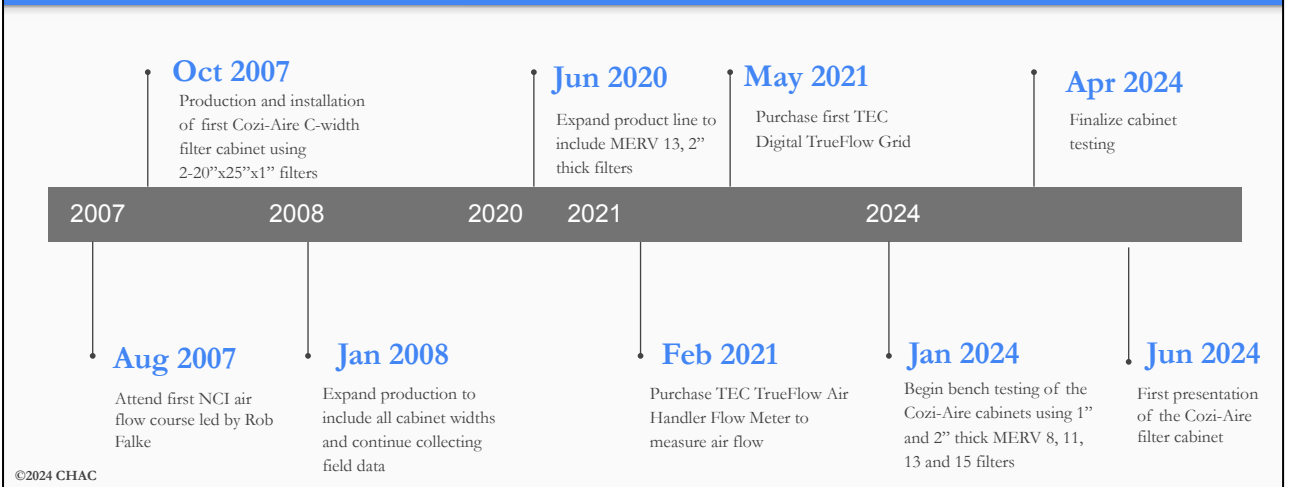 Oct 2007
Production and installation
of first Cozi-Aire C-width
filter cabinet using
2-20”x25”x1” filters
Jun 2020
Expand product line to
include MERV 13, 2”
thick filters
May 2021
Purchase first TEC
Digital TrueFlow Grid
Apr 2024
Finalize cabinet
testing
2007 2008 2020 2021 2024
Aug 2007
Attend first NCI air
flow course led by Rob
Falke
Jan 2008
Expand production to
include all cabinet widths
and continue collecting
field data
Feb 2021
Purchase TEC TrueFlow Air
Handler Flow Meter to
measure air flow
Jan 2024
Begin bench testing of the
Cozi-Aire cabinets using 1”
and 2” thick MERV 8, 11,
13 and 15 filters
Jun 2024
First presentation
of the Cozi-Aire
filter cabinet
©2024 CHAC